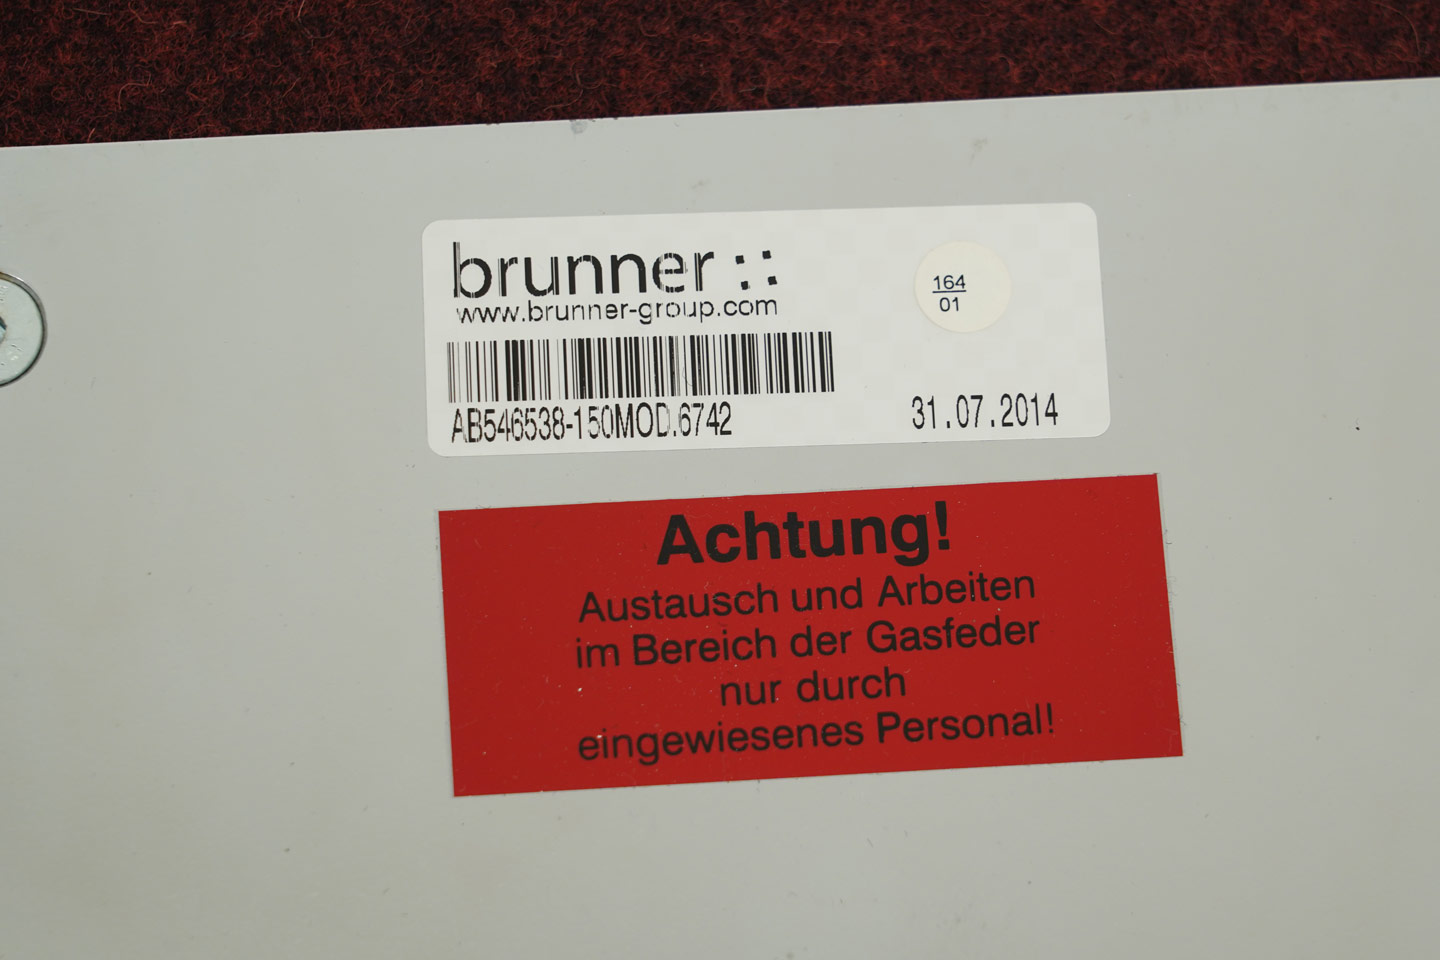 brunner ::
www.brunner-group.com
164
01
AB546538-150MOD.6742
31.07.2014
Achtung!
Austausch und Arbeiten
im Bereich der Gasfeder
nur durch
eingewiesenes Personal!